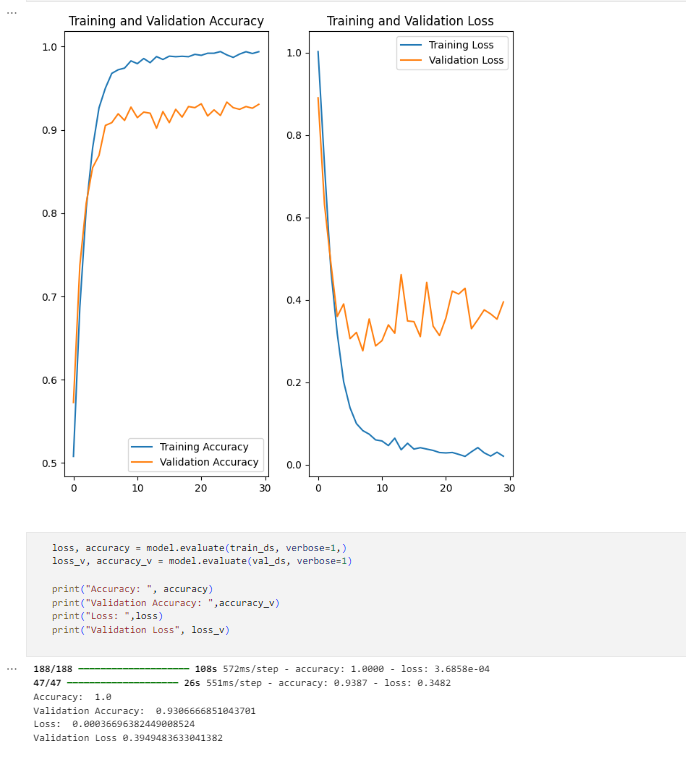 ...
Training and Validation Accuracy
1.0
0.9
0.8
0.7
0.6
0.5
0 10 20 30
Training Accuracy
Validation Accuracy
Training and Validation Loss
1.0
0.8
0.6
0.4
0.2
0.0
0 10 20 30
Training Loss
Validation Loss
loss, accuracy = model.evaluate(train_ds, verbose=1,)
loss_v, accuracy_v = model.evaluate(val_ds, verbose=1)
print("Accuracy: ", accuracy)
print("Validation Accuracy: ",accuracy_v)
print("Loss: ",loss)
print("Validation Loss", loss_v)
...
188/188 ━━━━━━━━━━━━━━━━━━━━ 108s 572ms/step - accuracy: 1.0000 - loss: 3.6858e-04
47/47 ━━━━━━━━━━━━━━━━━━━━ 26s 551ms/step - accuracy: 0.9387 - loss: 0.3482
Accuracy:  1.0
Validation Accuracy:  0.9306666851043701
Loss:  0.00036696382449008524
Validation Loss 0.3949483633041382